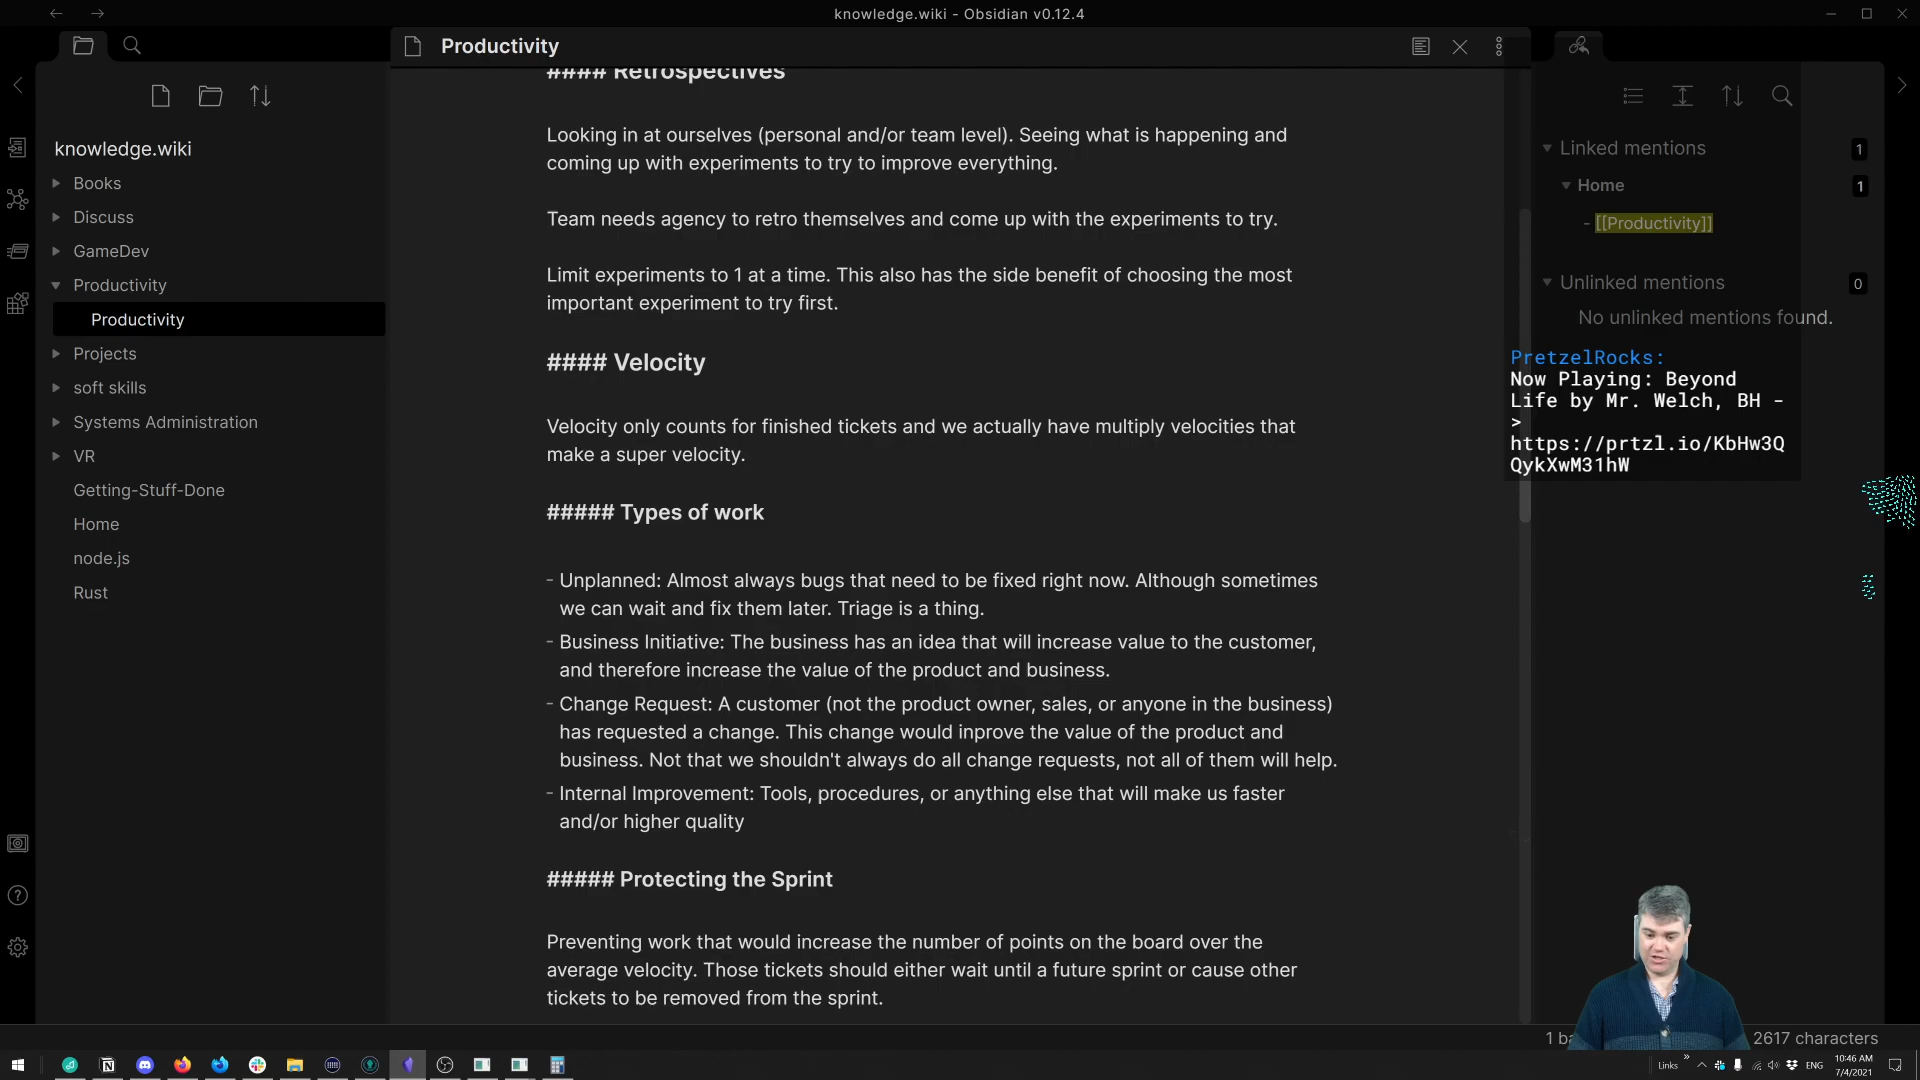 knowledge.wiki - Obsidian v0.12.4
Productivity
knowledge.wiki
Books
Discuss
GameDev
Productivity
Productivity
Projects
soft skills
Systems Administration
VR
Getting-Stuff-Done
Home
node.js
Rust
#### Retrospectives
Looking in at ourselves (personal and/or team level). Seeing what is happening and
coming up with experiments to try to improve everything.
Team needs agency to retro themselves and come up with the experiments to try.
Limit experiments to 1 at a time. This also has the side benefit of choosing the most
important experiment to try first.
#### Velocity
Velocity only counts for finished tickets and we actually have multiply velocities that
make a super velocity.
##### Types of work
- Unplanned: Almost always bugs that need to be fixed right now. Although sometimes
we can wait and fix them later. Triage is a thing.
- Business Initiative: The business has an idea that will increase value to the customer,
and therefore increase the value of the product and business.
- Change Request: A customer (not the product owner, sales, or anyone in the business)
has requested a change. This change would inprove the value of the product and
business. Not that we shouldn't always do all change requests, not all of them will help.
- Internal Improvement: Tools, procedures, or anything else that will make us faster
and/or higher quality
##### Protecting the Sprint
Preventing work that would increase the number of points on the board over the
average velocity. Those tickets should either wait until a future sprint or cause other
tickets to be removed from the sprint.
Linked mentions 1
Home 1
- [[Productivity]]
Unlinked mentions 0
No unlinked mentions found.
PretzelRocks:
Now Playing: Beyond
Life by Mr. Welch, BH -
>
https://prtzl.io/KbHw3Q
QykXwM31hW
1 ba
2617 characters
Links
ENG
10:46 AM
7/4/2021